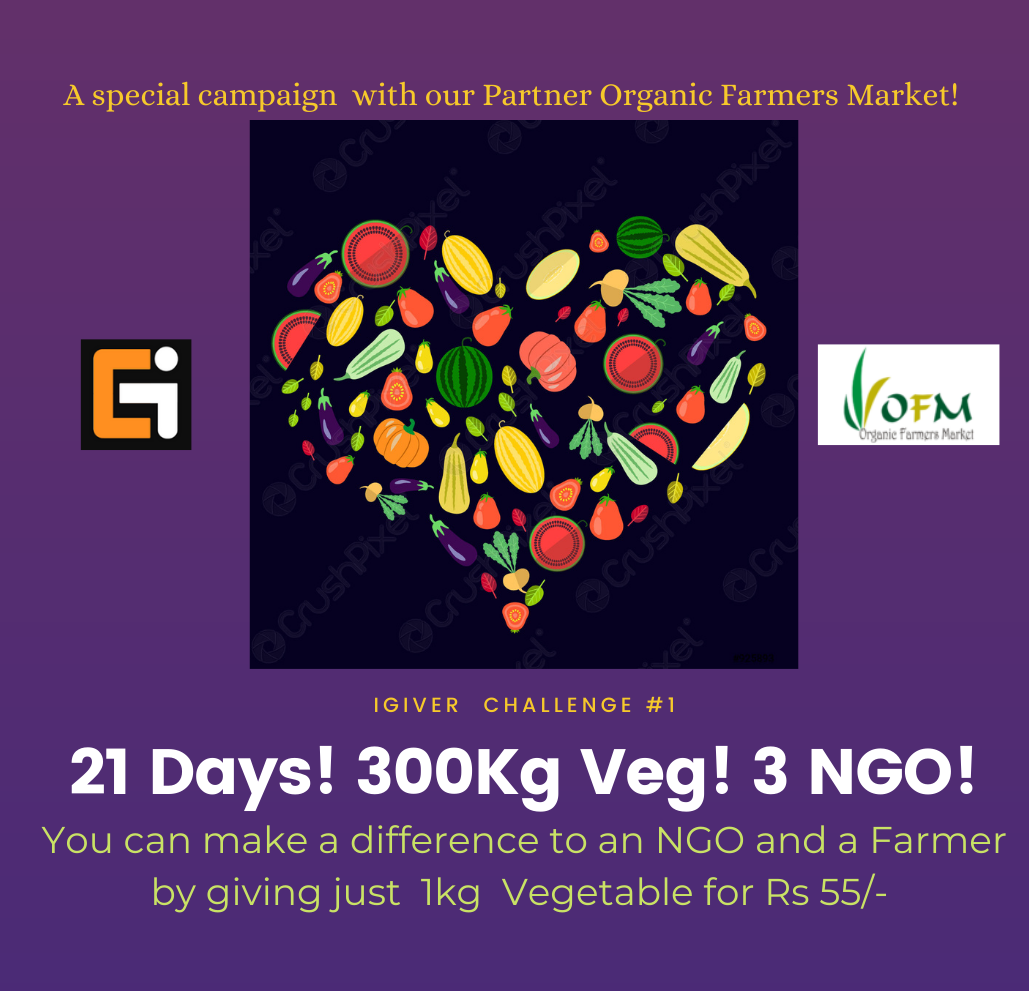 A special campaign with our Partner Organic Farmers Market!
CrushPixel
OFM
Organic Farmers Market
IGIVER CHALLENGE #1
21 Days! 300Kg Veg! 3 NGO!
You can make a difference to an NGO and a Farmer
by giving just 1kg Vegetable for Rs 55/-